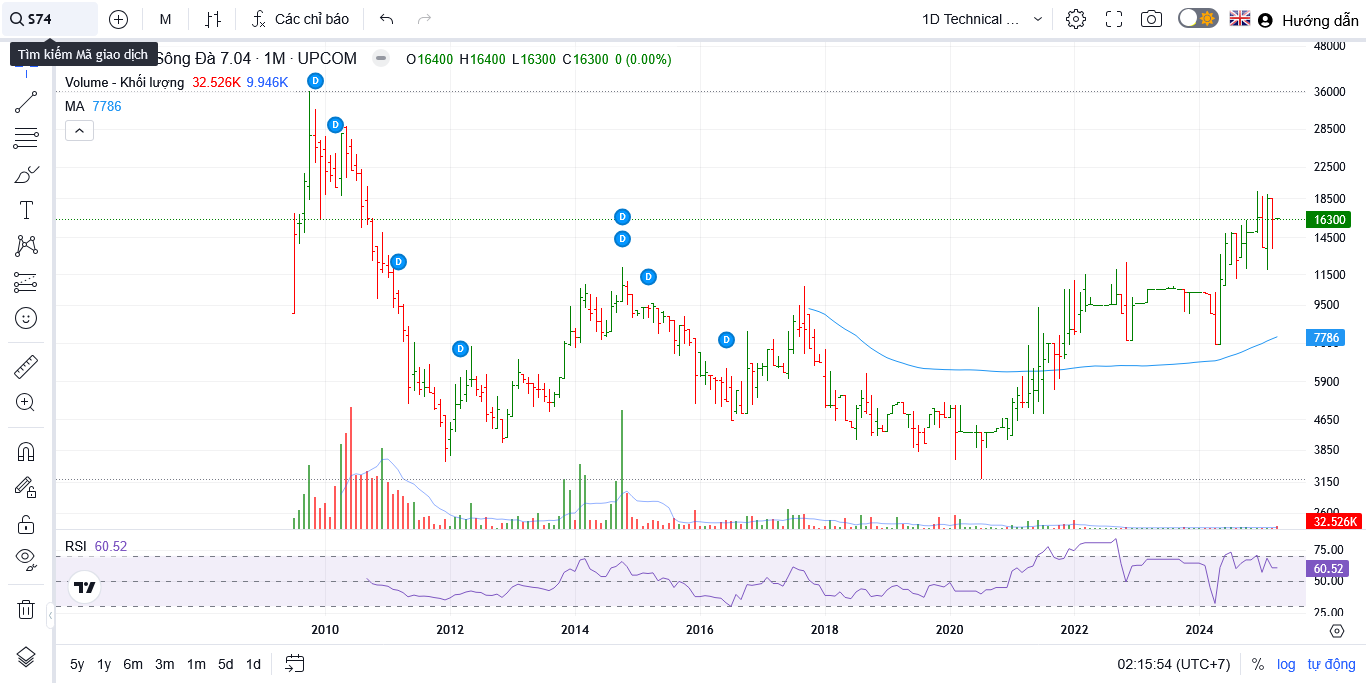 S74
M
Các chỉ báo
1D Technical ...
Hướng dẫn
Tìm kiếm Mã giao dịch
Sông Đà 7.04 · 1M · UPCOM
O16400 H16400 L16300 C16300 0 (0.00%)
Volume - Khối lượng 32.526K 9.946K
MA 7786
D
D
D
D
D
D
D
D
48000
36000
28500
22500
18500
16300
14500
11500
9500
7786
5900
4650
3850
3150
2600
32.526K
RSI 60.52
75.00
60.52
50.00
25.00
2010 2012 2014 2016 2018 2020 2022 2024
5y 1y 6m 3m 1m 5d 1d
02:15:54 (UTC+7) % log tự động